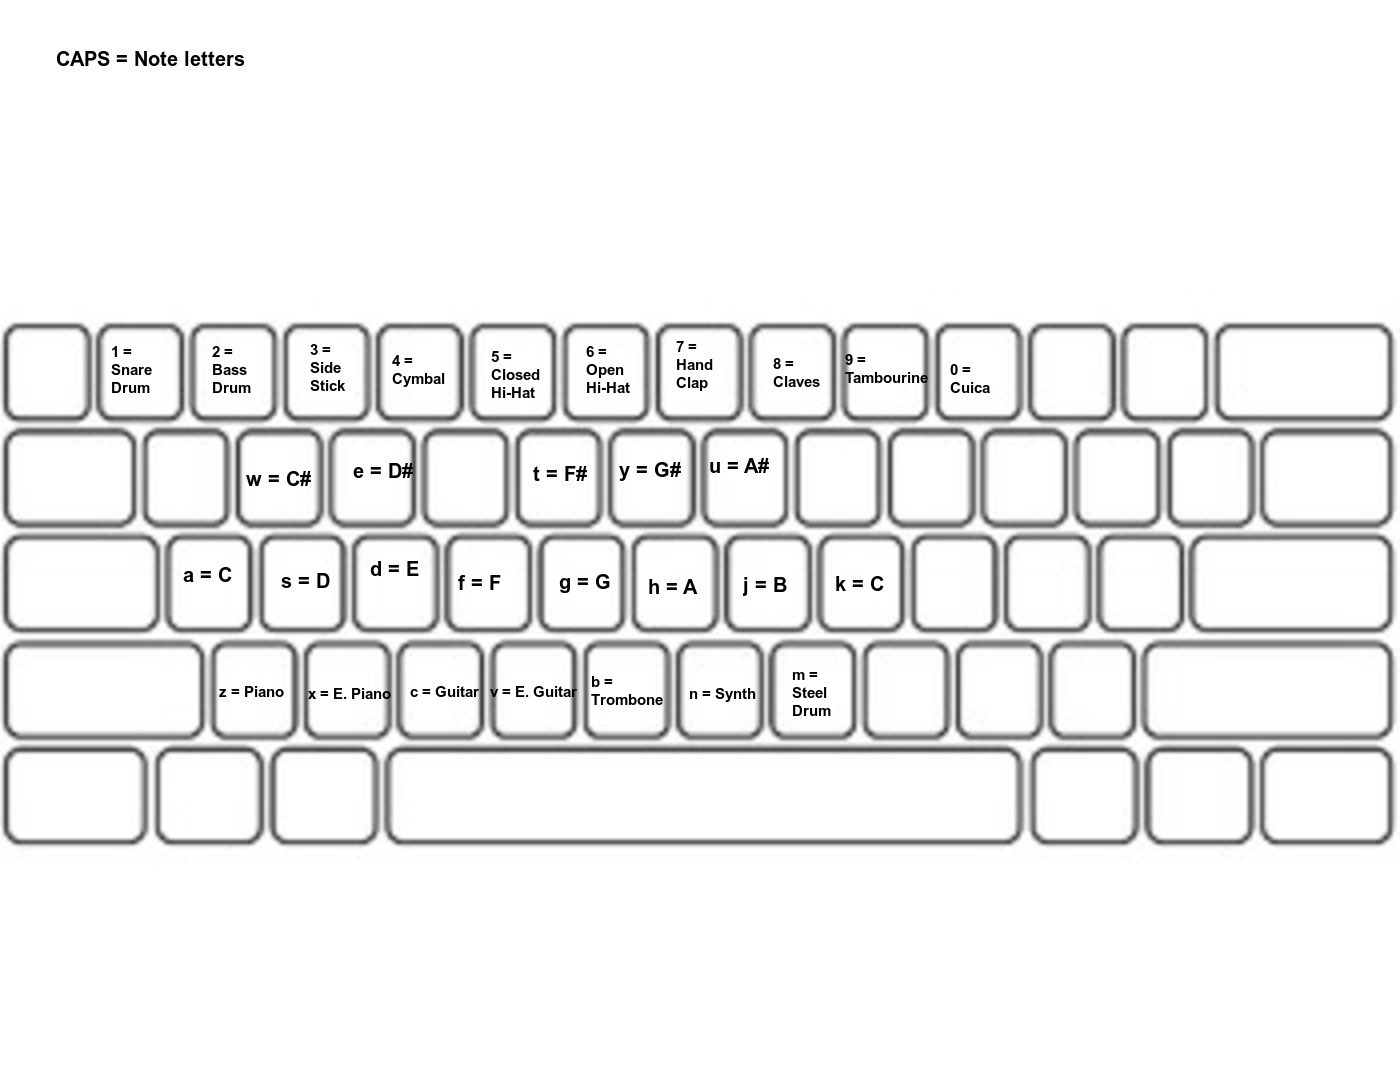 CAPS = Note letters
1 =
Snare
Drum
2 =
Bass
Drum
3 =
Side
Stick
4 =
Cymbal
5 =
Closed
Hi-Hat
6 =
Open
Hi-Hat
7 =
Hand
Clap
8 =
Claves
9 =
Tambourine
0 =
Cuica
w = C#
e = D#
t = F#
y = G#
u = A#
a = C
s = D
d = E
f = F
g = G
h = A
j = B
k = C
z = Piano
x = E. Piano
c = Guitar
v = E. Guitar
b =
Trombone
n = Synth
m =
Steel
Drum